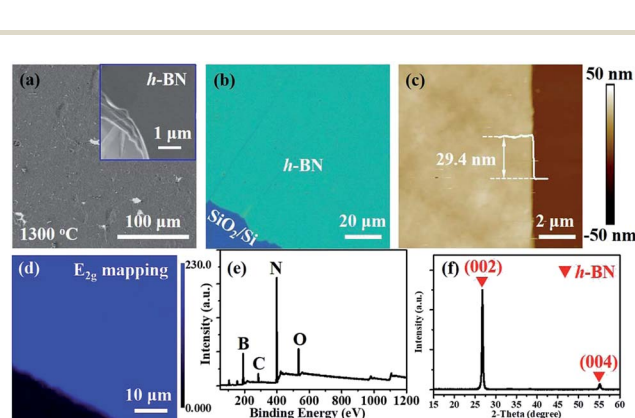 (a)
h-BN
1 μm
1300 °C
100 μm
(b)
h-BN
SiO2/Si
20 μm
(c)
29.4 nm
2 μm
50 nm
-50 nm
(d)
E2g mapping
230.0
0.000
10 μm
(e)
N
B
C
O
Intensity (a.u.)
0 200 400 600 800 1000 1200
Binding Energy (eV)
(f)
(002)
h-BN
(004)
Intensity (a.u.)
15 20 25 30 35 40 45 50 55 60
2-Theta (degree)